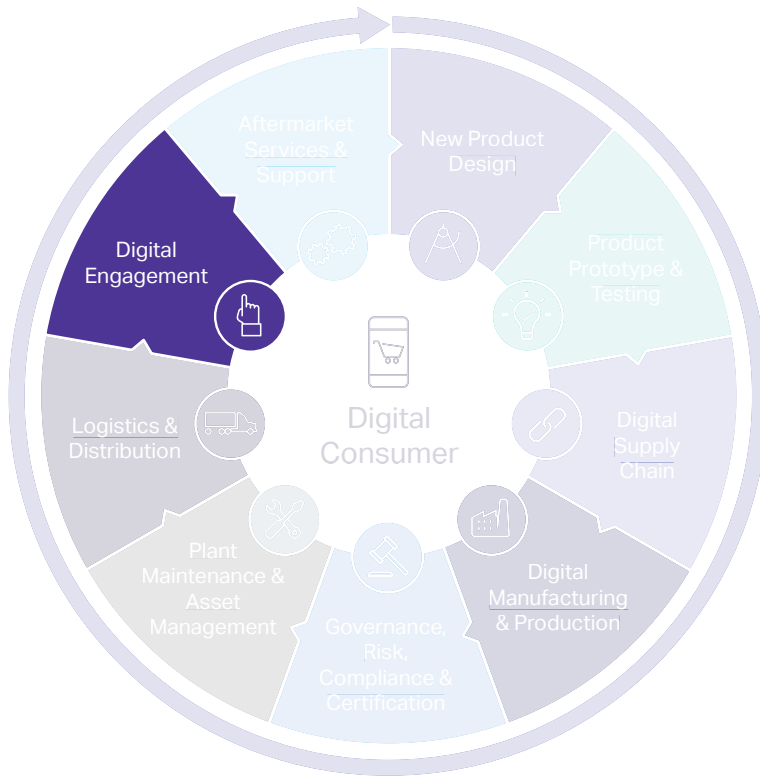 Aftermarket
Services &
Support
New Product
Design
Product
Prototype &
Testing
Digital
Supply
Chain
Digital
Manufacturing
& Production
Governance,
Risk,
Compliance &
Certification
Plant
Maintenance &
Asset
Management
Logistics &
Distribution
Digital
Engagement
Digital
Consumer